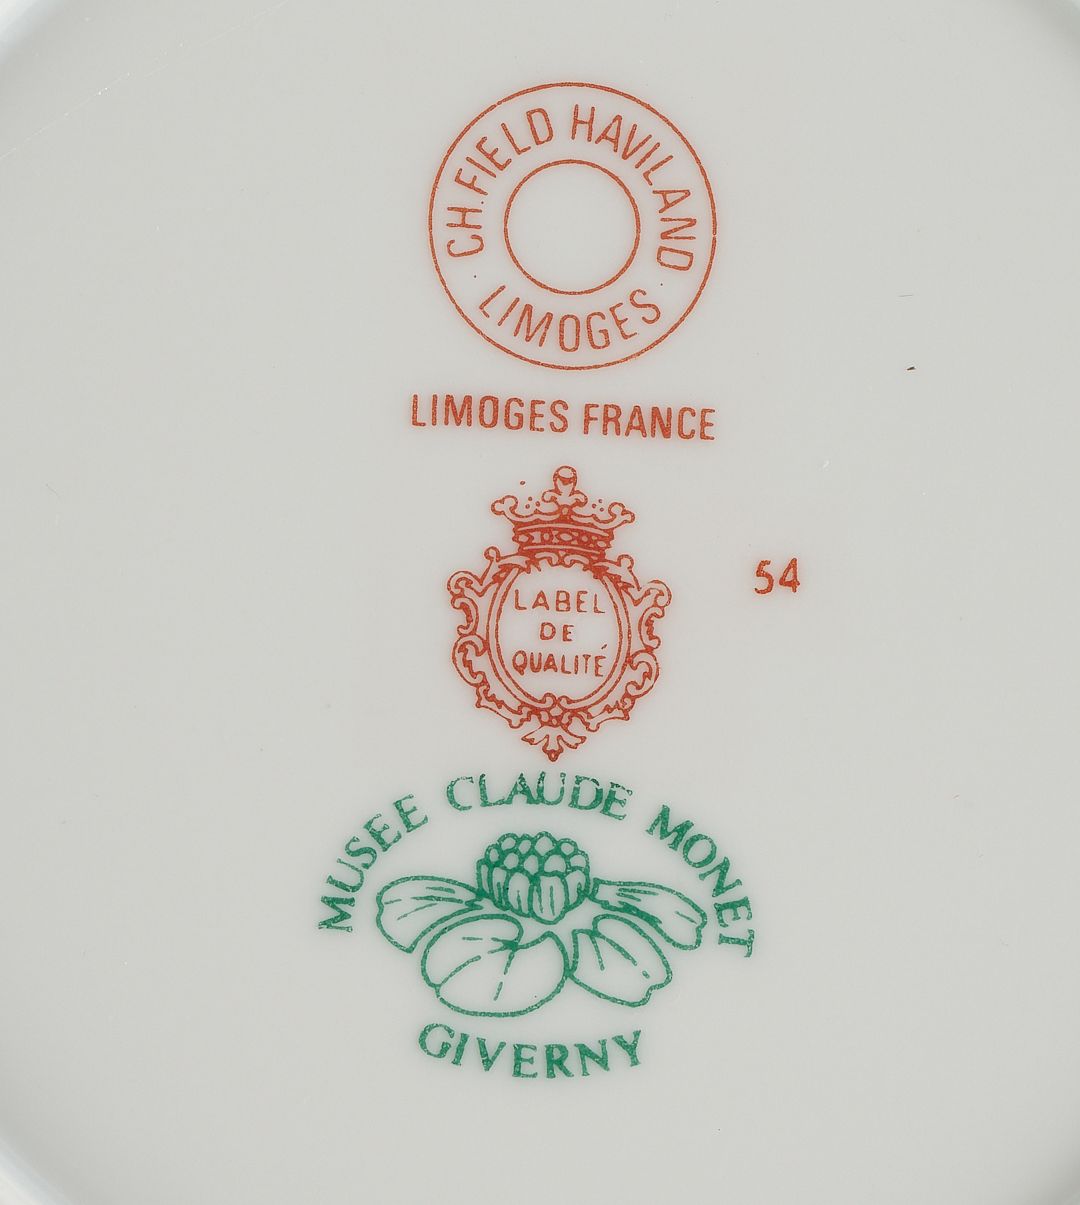 CH. FIELD HAVILAND
LIMOGES
LIMOGES FRANCE
LABEL
DE
QUALITÉ
54
MUSEE CLAUDE MONET
GIVERNY